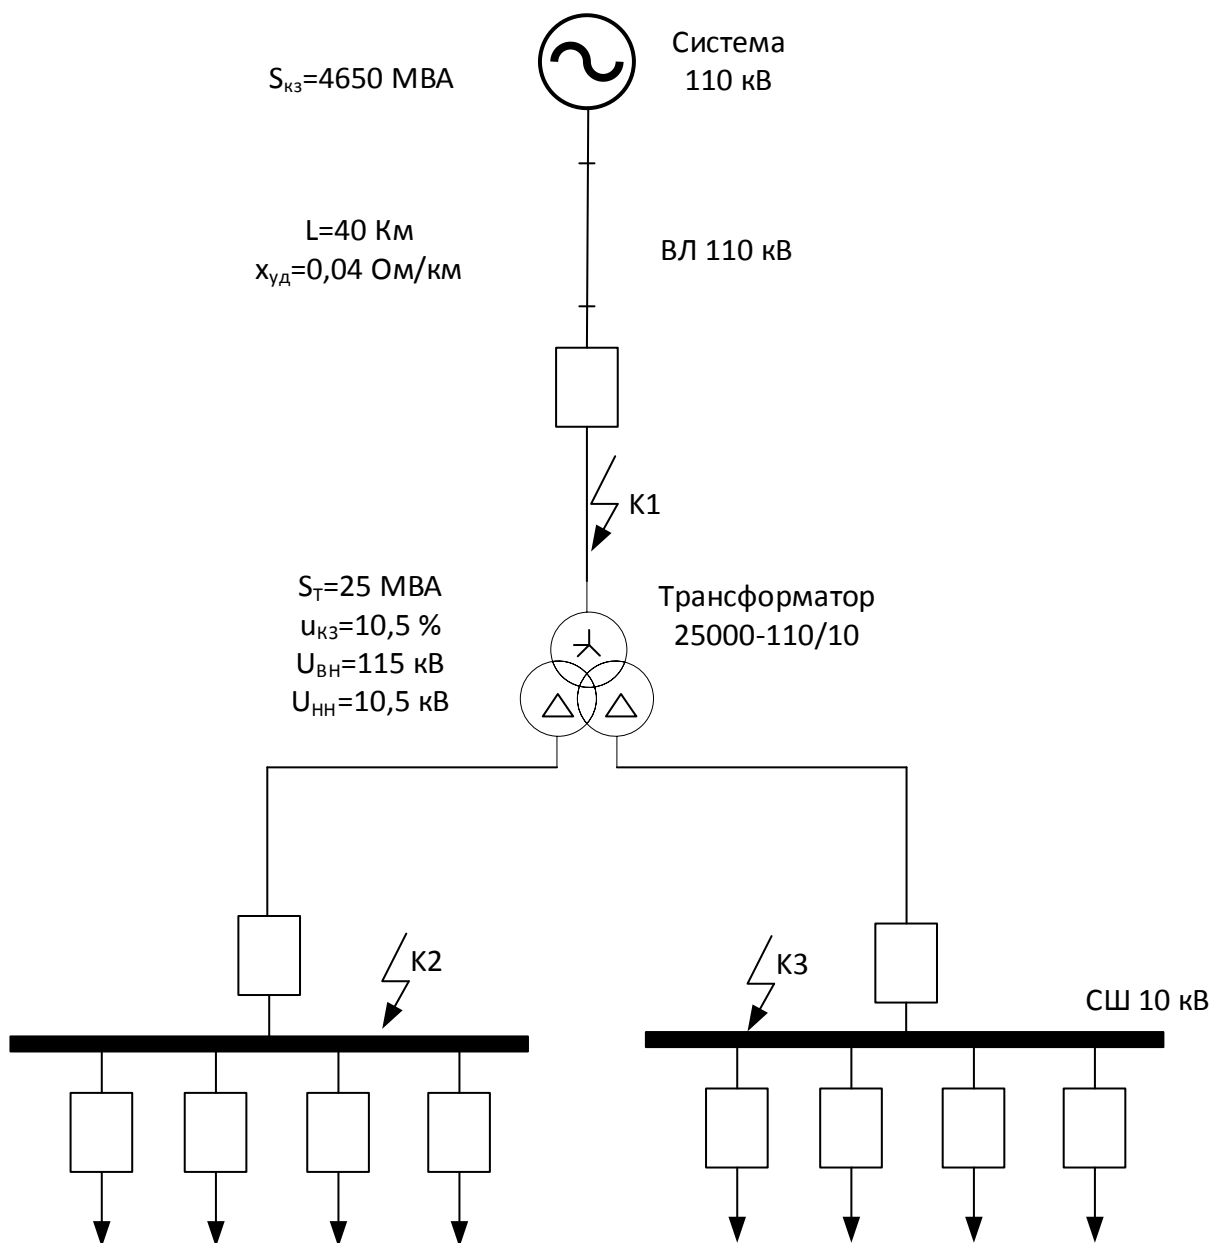 Система
110 кВ
Sкз=4650 МВА
L=40 Км
xуд=0,04 Ом/км
ВЛ 110 кВ
К1
Sт=25 МВА
uкз=10,5 %
Uвн=115 кВ
Uнн=10,5 кВ
Трансформатор
25000-110/10
К2
К3
СШ 10 кВ